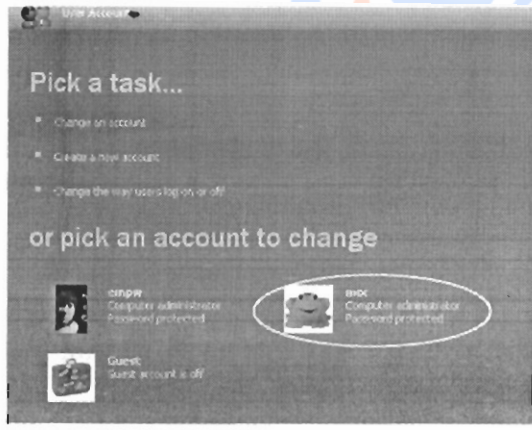 User Accounts
Pick a task...
Change an account
Create a new account
Change the way users log on or off
or pick an account to change
Computer administrator
Password protected
Computer administrator
Password protected
Guest
Guest account is off